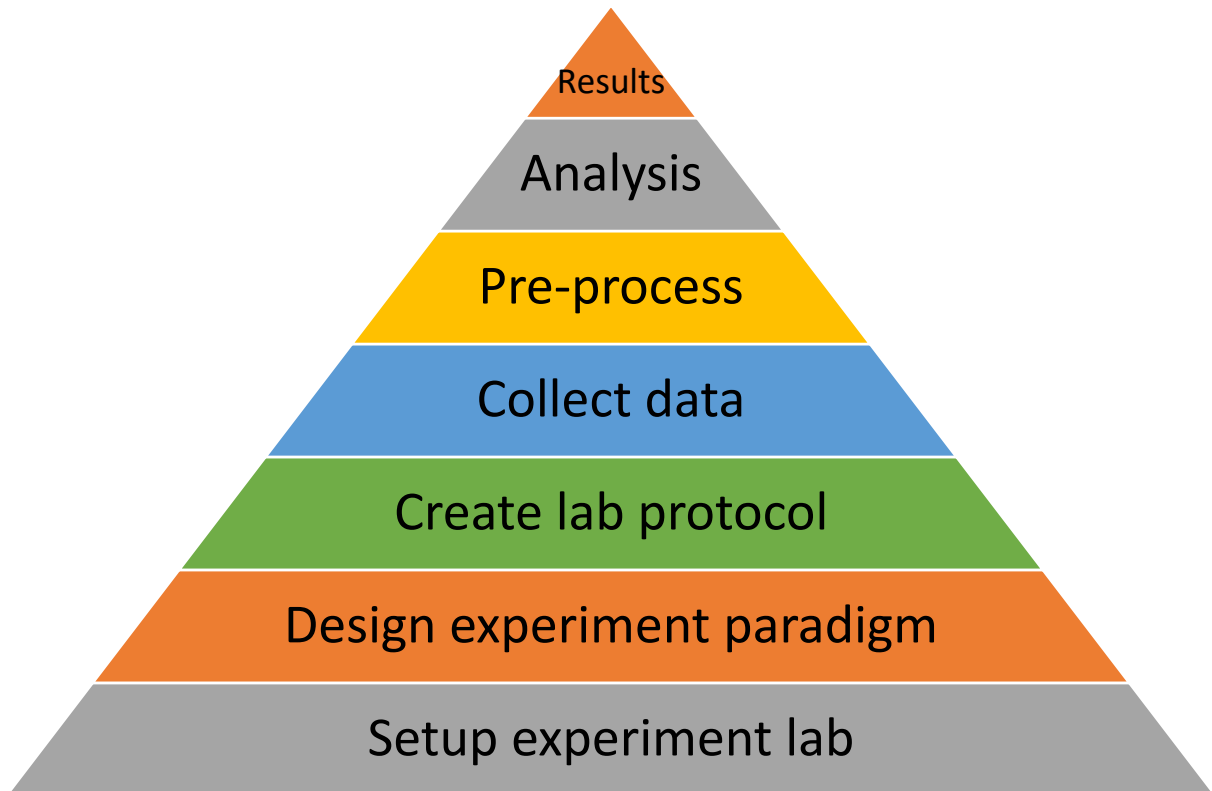 Results
Analysis
Pre-process
Collect data
Create lab protocol
Design experiment paradigm
Setup experiment lab